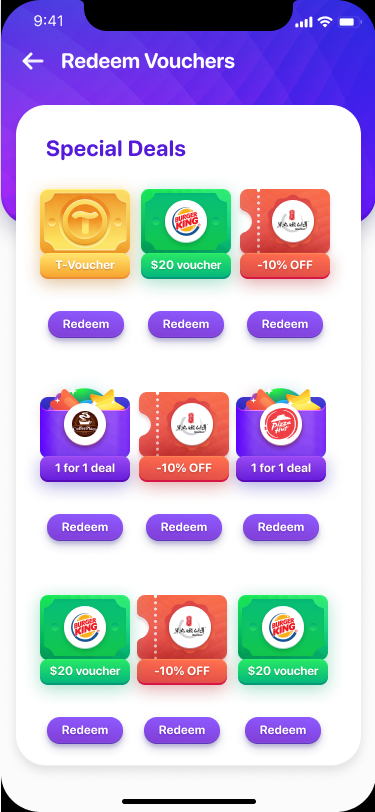 9:41
Redeem Vouchers
Special Deals
BURGER KING
T-Voucher
$20 voucher
-10% OFF
Redeem
Redeem
Redeem
Pizza Hut
1 for 1 deal
-10% OFF
1 for 1 deal
Redeem
Redeem
Redeem
BURGER KING
BURGER KING
$20 voucher
-10% OFF
$20 voucher
Redeem
Redeem
Redeem